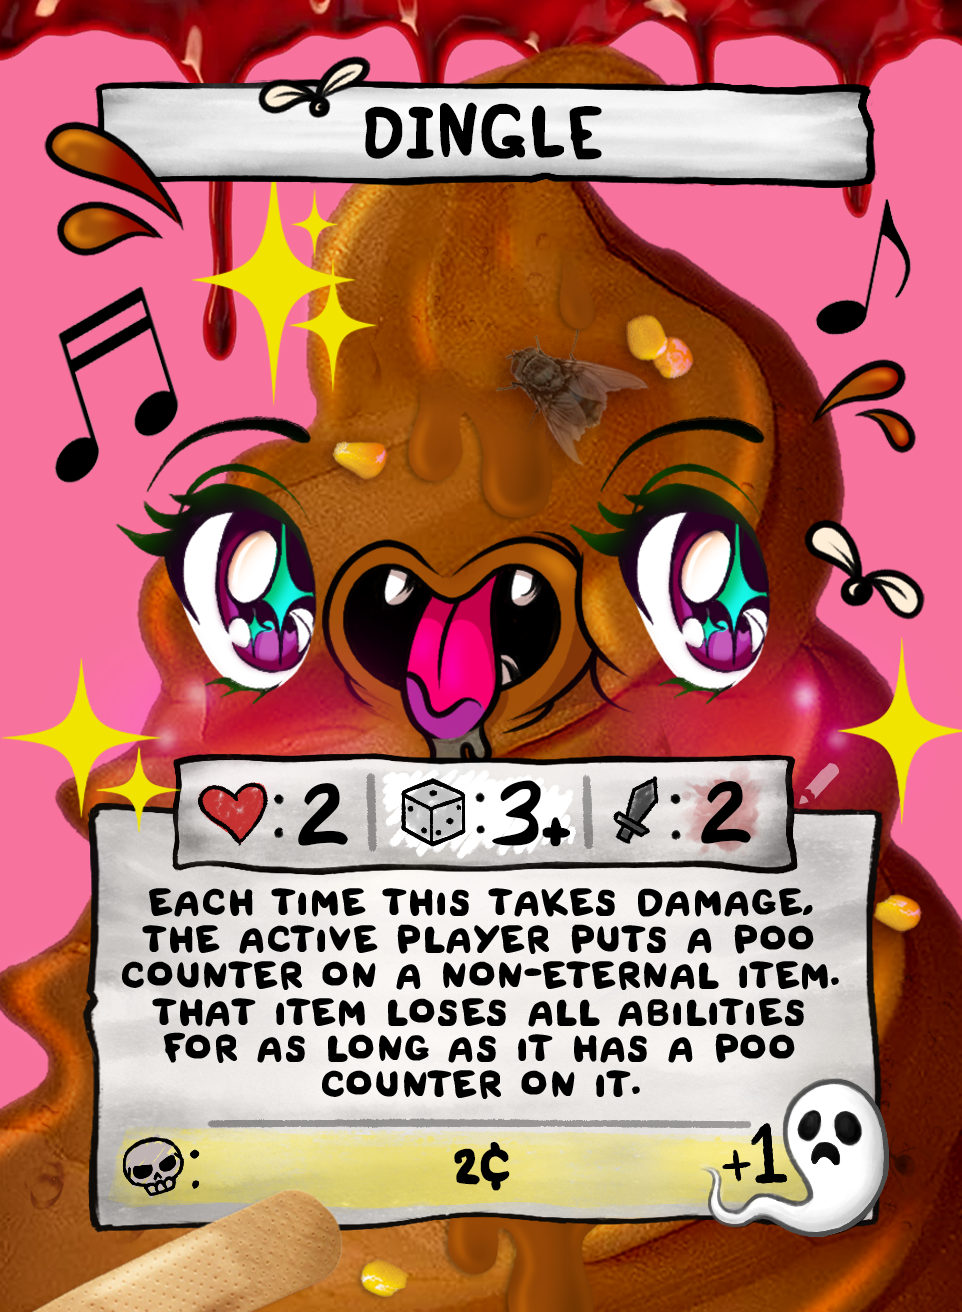 DINGLE
: 2 : 3+ : 2
EACH TIME THIS TAKES DAMAGE,
THE ACTIVE PLAYER PUTS A POO
COUNTER ON A NON-ETERNAL ITEM.
THAT ITEM LOSES ALL ABILITIES
FOR AS LONG AS IT HAS A POO
COUNTER ON IT.
: 2¢ +1